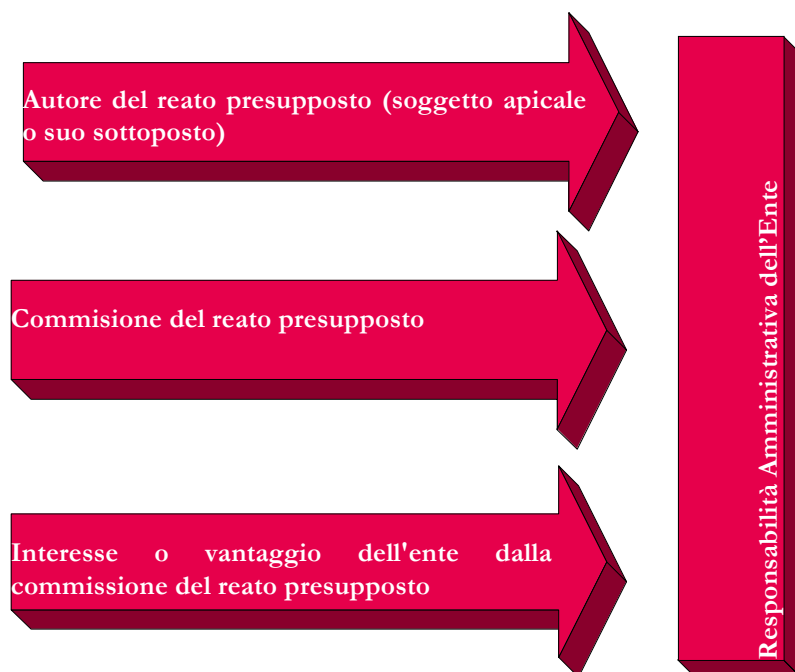 Autore del reato presupposto (soggetto apicale
o suo sottoposto)
Commisione del reato presupposto
Interesse o vantaggio dell'ente dalla
commissione del reato presupposto
Responsabilità Amministrativa dell’Ente